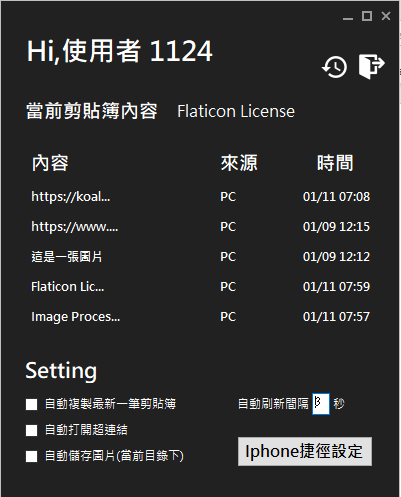 Hi,使用者 1124
當前剪貼簿內容 Flaticon License
內容 來源 時間
https://koal... PC 01/11 07:08
https://www.... PC 01/09 12:15
這是一張圖片 PC 01/09 12:12
Flaticon Lic... PC 01/11 07:59
Image Proces... PC 01/11 07:57
Setting
自動複製最新一筆剪貼簿 自動刷新間隔 3 秒
自動打開超連結
自動儲存圖片(當前目錄下) Iphone捷徑設定